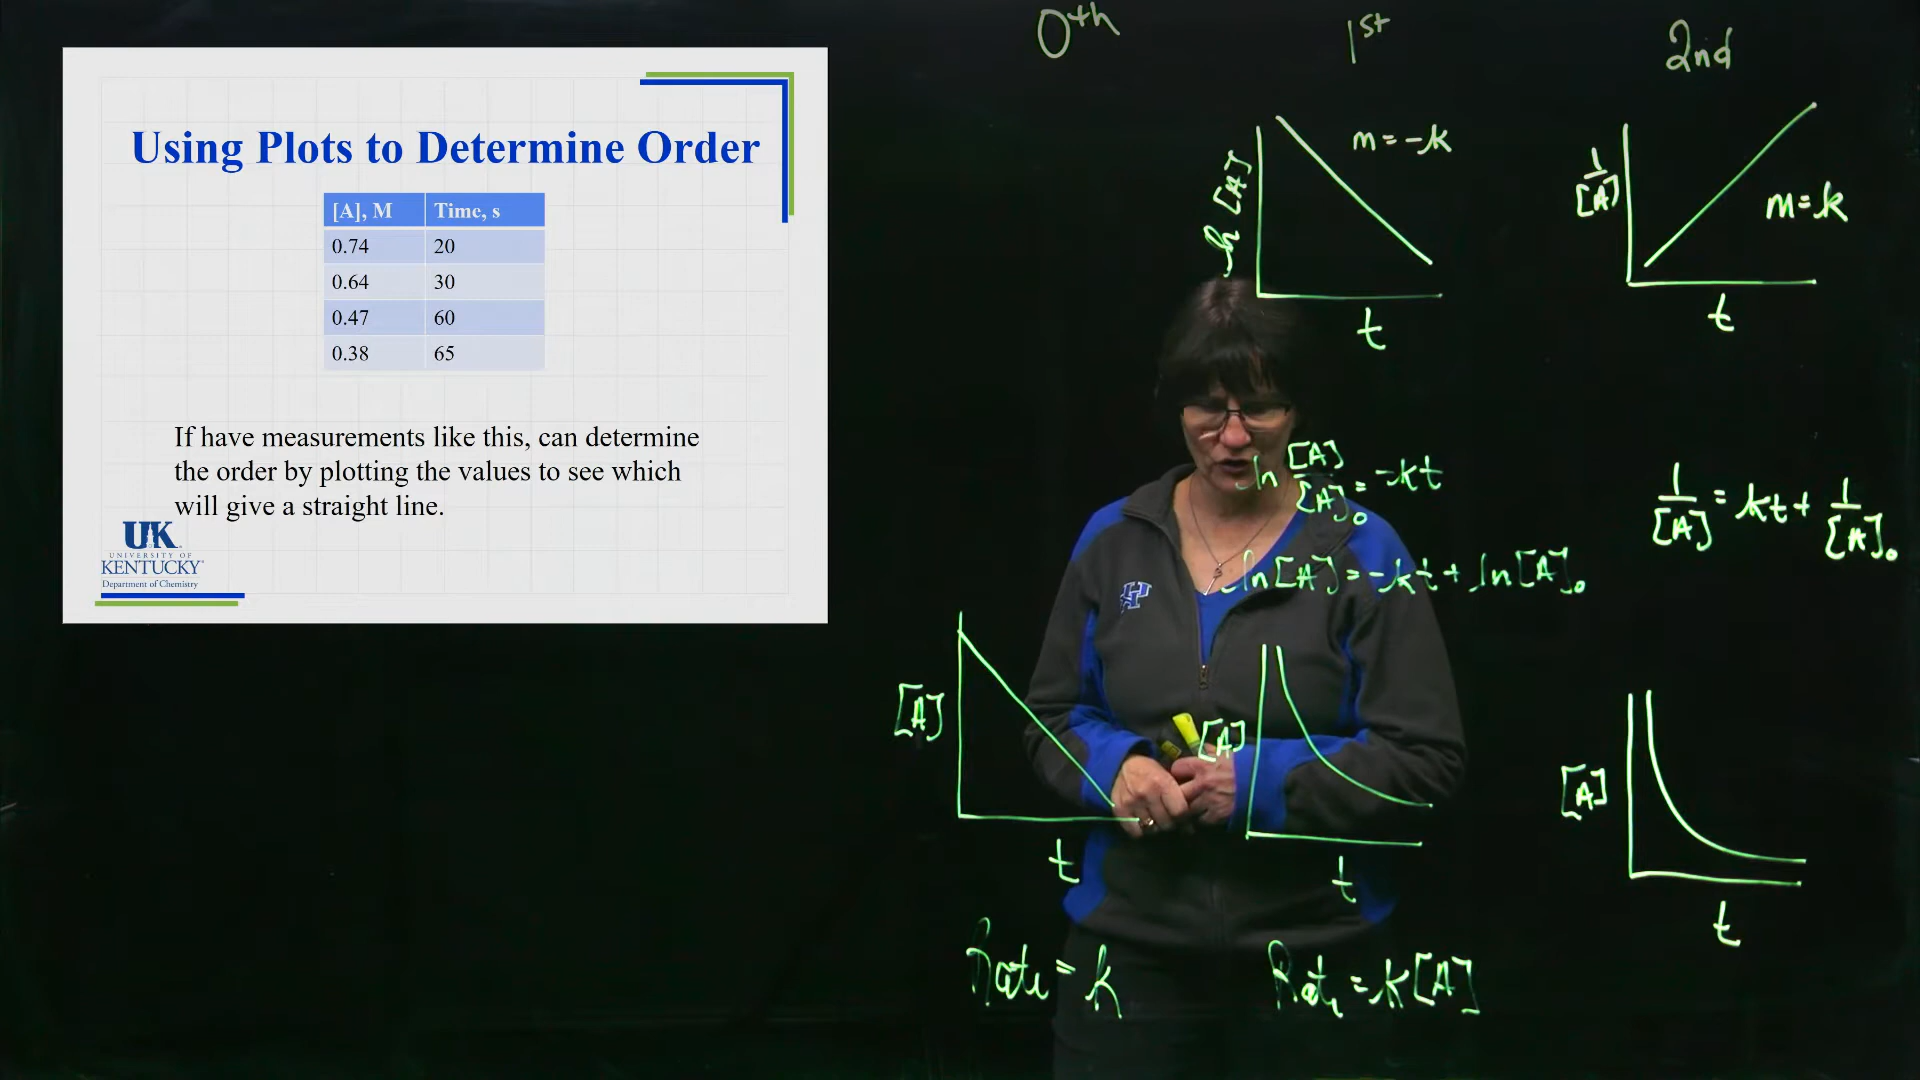 Using Plots to Determine Order
[A], M Time, s
0.74 20
0.64 30
0.47 60
0.38 65
If have measurements like this, can determine
the order by plotting the values to see which
will give a straight line.
UK
UNIVERSITY OF
KENTUCKY
Department of Chemistry
0th 1st 2nd
ln [A]
m = -k
t
1/[A]
m = k
t
ln [A]/[A]₀ = -kt
ln [A] = -kt + ln [A]₀
1/[A] = kt + 1/[A]₀
[A]
t
[A]
t
[A]
t
Rate = k
Rate = k[A]